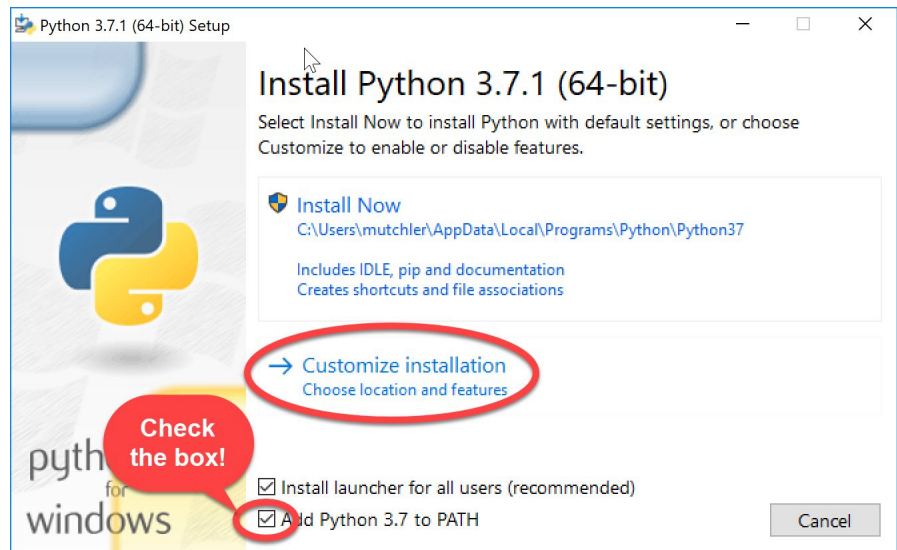 Python 3.7.1 (64-bit) Setup
Install Python 3.7.1 (64-bit)
Select Install Now to install Python with default settings, or choose
Customize to enable or disable features.
Install Now
C:\Users\mutchler\AppData\Local\Programs\Python\Python37
Includes IDLE, pip and documentation
Creates shortcuts and file associations
→ Customize installation
Choose location and features
Check
the box!
pyth
for
windows
Install launcher for all users (recommended)
Add Python 3.7 to PATH
Cancel